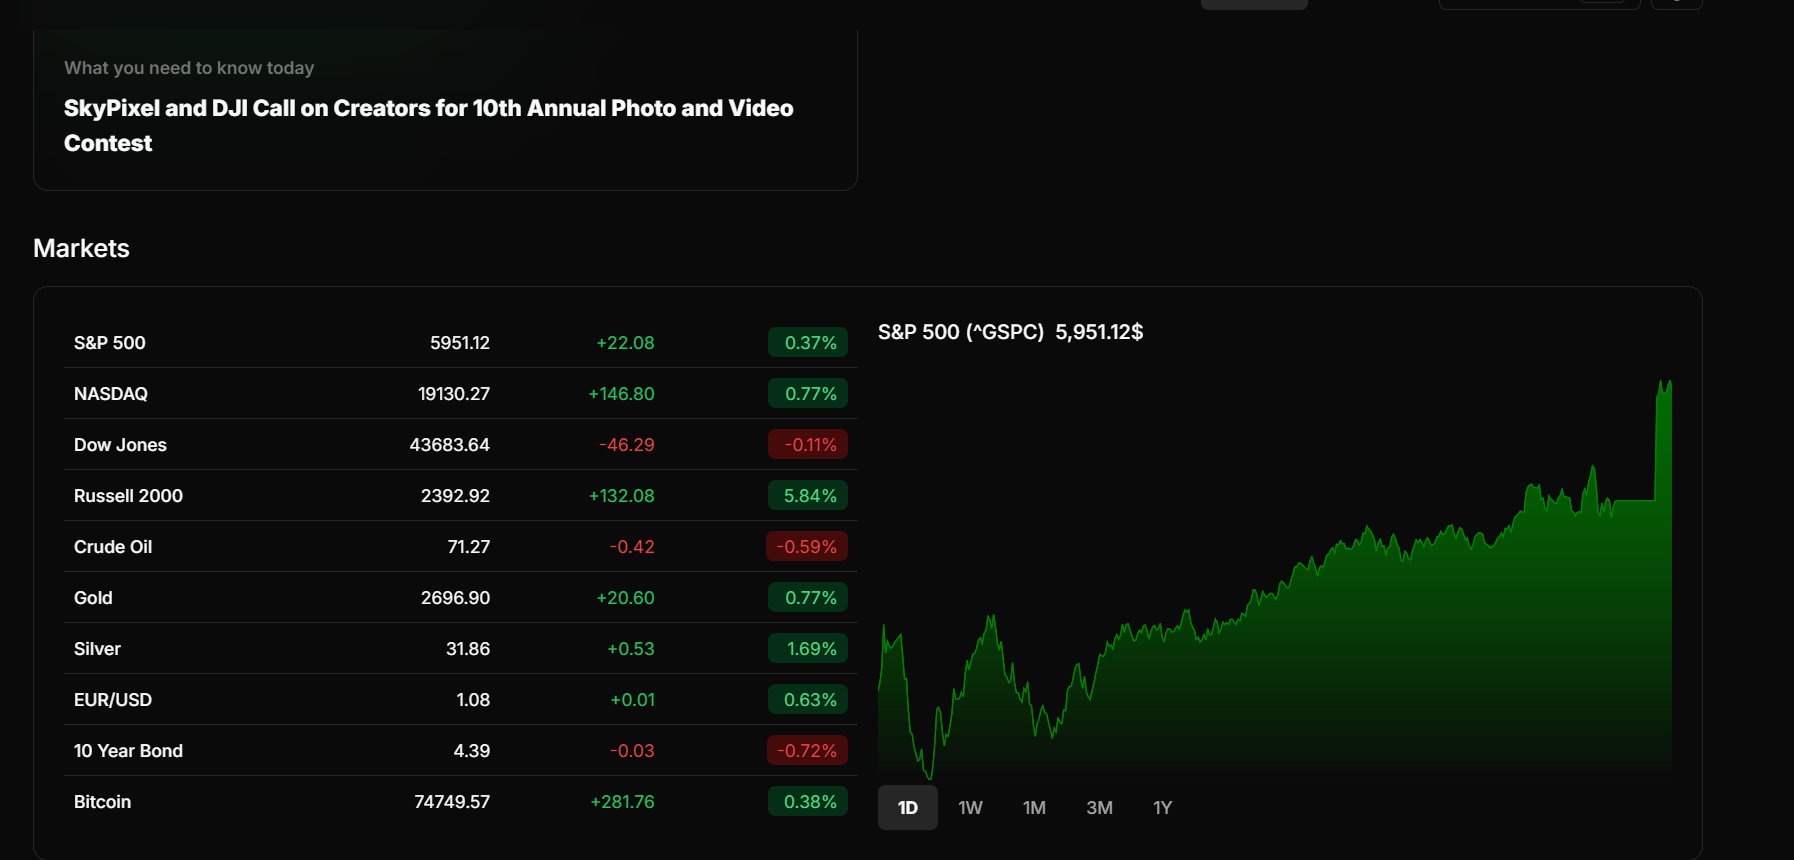 What you need to know today
SkyPixel and DJI Call on Creators for 10th Annual Photo and Video
Contest
Markets
S&P 500 5951.12 +22.08 0.37%
NASDAQ 19130.27 +146.80 0.77%
Dow Jones 43683.64 -46.29 -0.11%
Russell 2000 2392.92 +132.08 5.84%
Crude Oil 71.27 -0.42 -0.59%
Gold 2696.90 +20.60 0.77%
Silver 31.86 +0.53 1.69%
EUR/USD 1.08 +0.01 0.63%
10 Year Bond 4.39 -0.03 -0.72%
Bitcoin 74749.57 +281.76 0.38%
S&P 500 (^GSPC) 5,951.12$
1D 1W 1M 3M 1Y